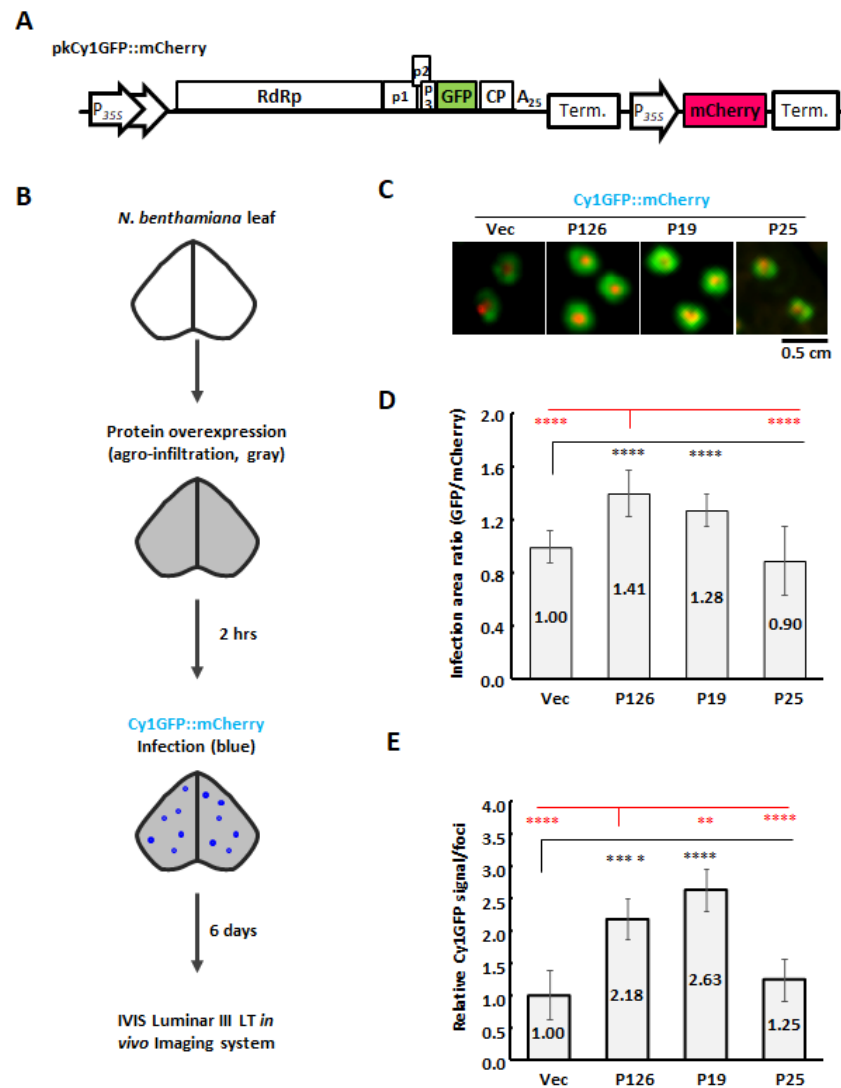 A
pkCy1GFP::mCherry
P35S
RdRp
p1
p2
p
3
GFP
CP
A25
Term.
P35S
mCherry
Term.
B
N. benthamiana leaf
Protein overexpression
(agro-infiltration, gray)
2 hrs
Cy1GFP::mCherry
Infection (blue)
6 days
IVIS Luminar III LT in
vivo Imaging system
C
Cy1GFP::mCherry
Vec P126 P19 P25
0.5 cm
D
Infection area ratio (GFP/mCherry)
2.0
1.6
1.2
0.8
0.4
0.0
**** ****
**** ****
1.00 1.41 1.28 0.90
Vec P126 P19 P25
E
Relative Cy1GFP signal/foci
4.0
3.5
3.0
2.5
2.0
1.5
1.0
0.5
0.0
**** ** ****
*** * ****
1.00 2.18 2.63 1.25
Vec P126 P19 P25